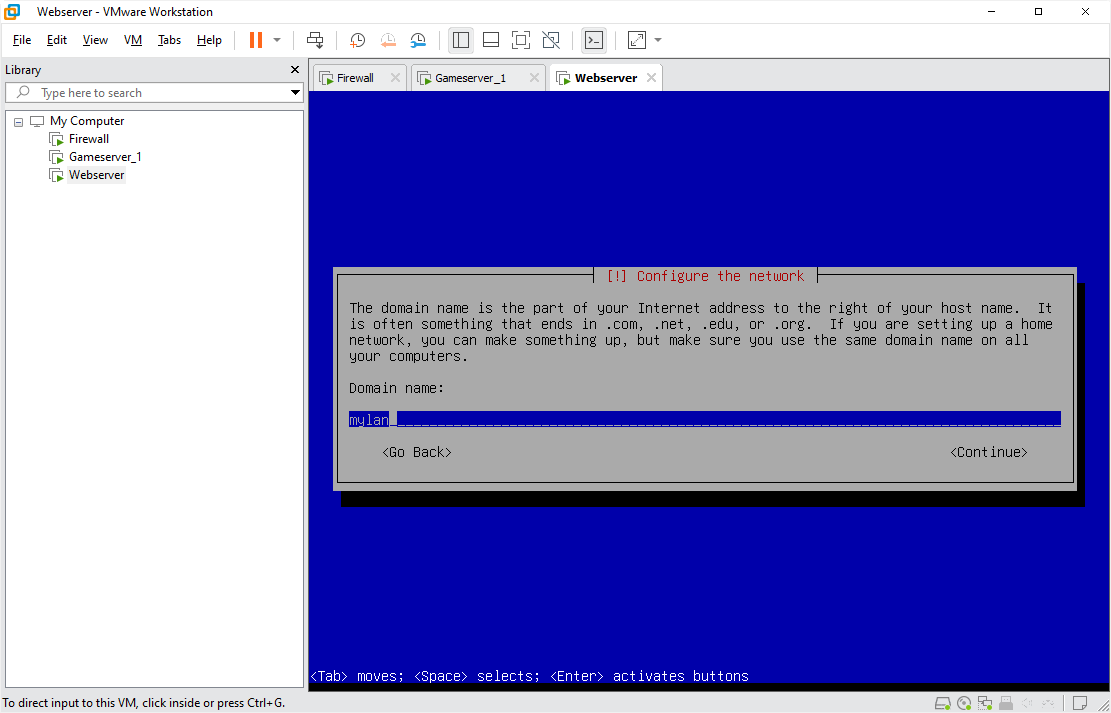 Webserver - VMware Workstation
File Edit View VM Tabs Help
Library
Type here to search
My Computer
Firewall
Gameserver_1
Webserver
Firewall Gameserver_1 Webserver
[!] Configure the network
The domain name is the part of your Internet address to the right of your host name.  It
is often something that ends in .com, .net, .edu, or .org.  If you are setting up a home
network, you can make something up, but make sure you use the same domain name on all
your computers.
Domain name:
mylan
<Go Back> <Continue>
<Tab> moves; <Space> selects; <Enter> activates buttons
To direct input to this VM, click inside or press Ctrl+G.